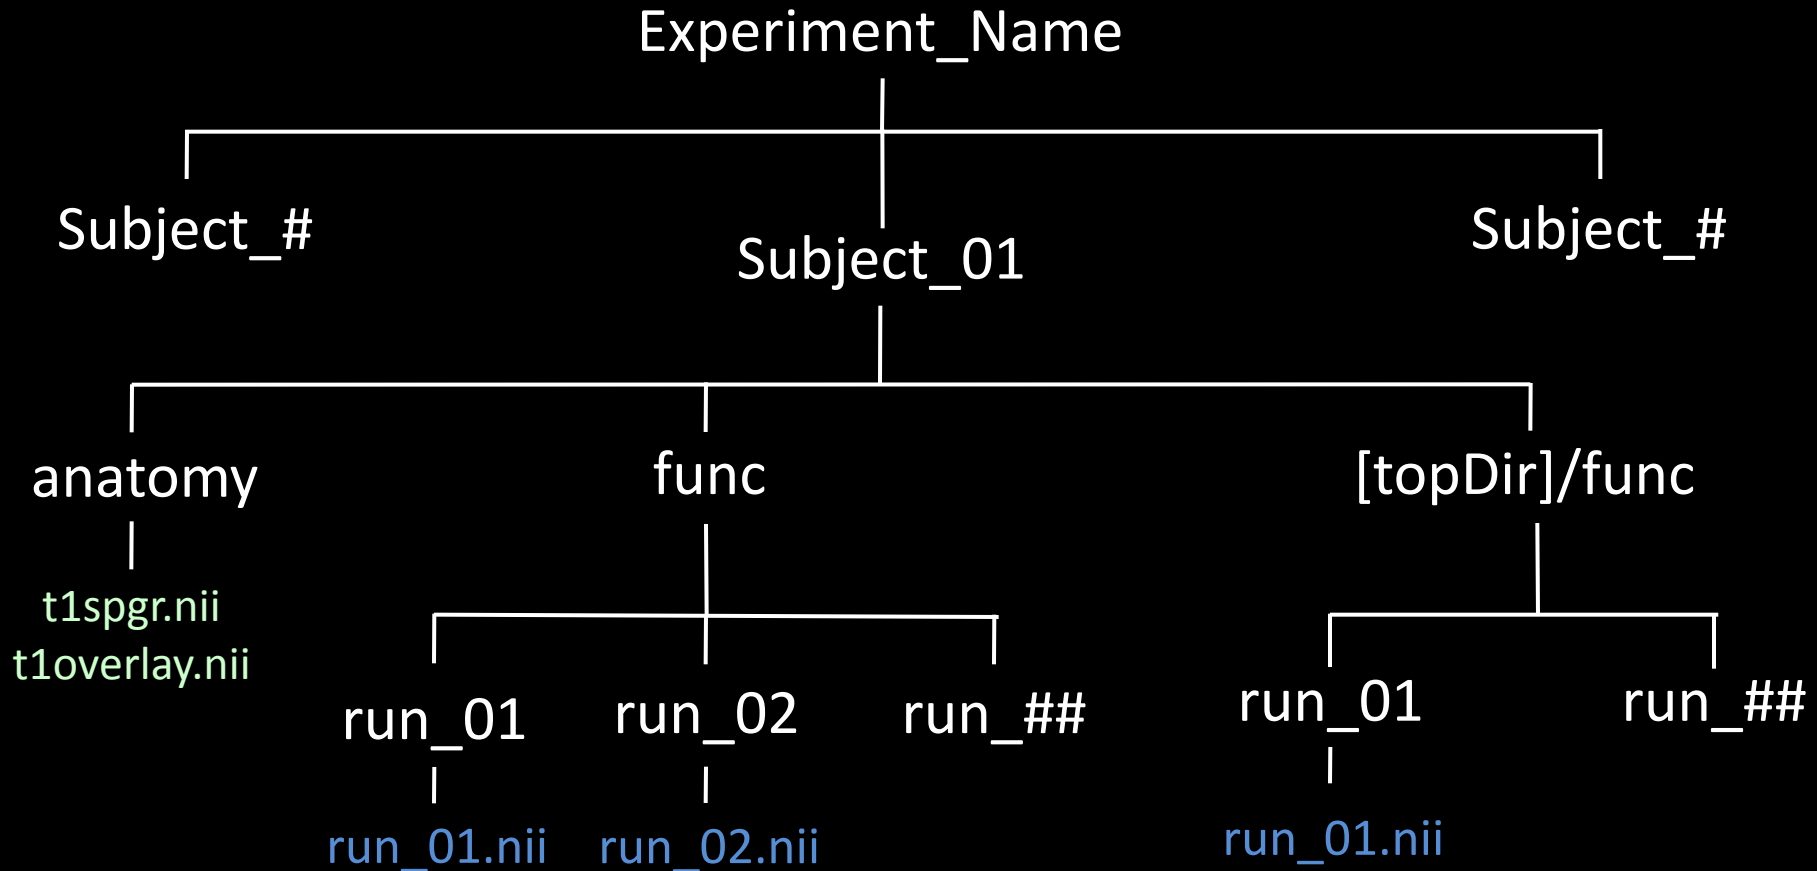 Experiment_Name
Subject_#
Subject_01
Subject_#
anatomy
func
[topDir]/func
t1spgr.nii
t1overlay.nii
run_01
run_02
run_##
run_01
run_##
run_01.nii
run_02.nii
run_01.nii